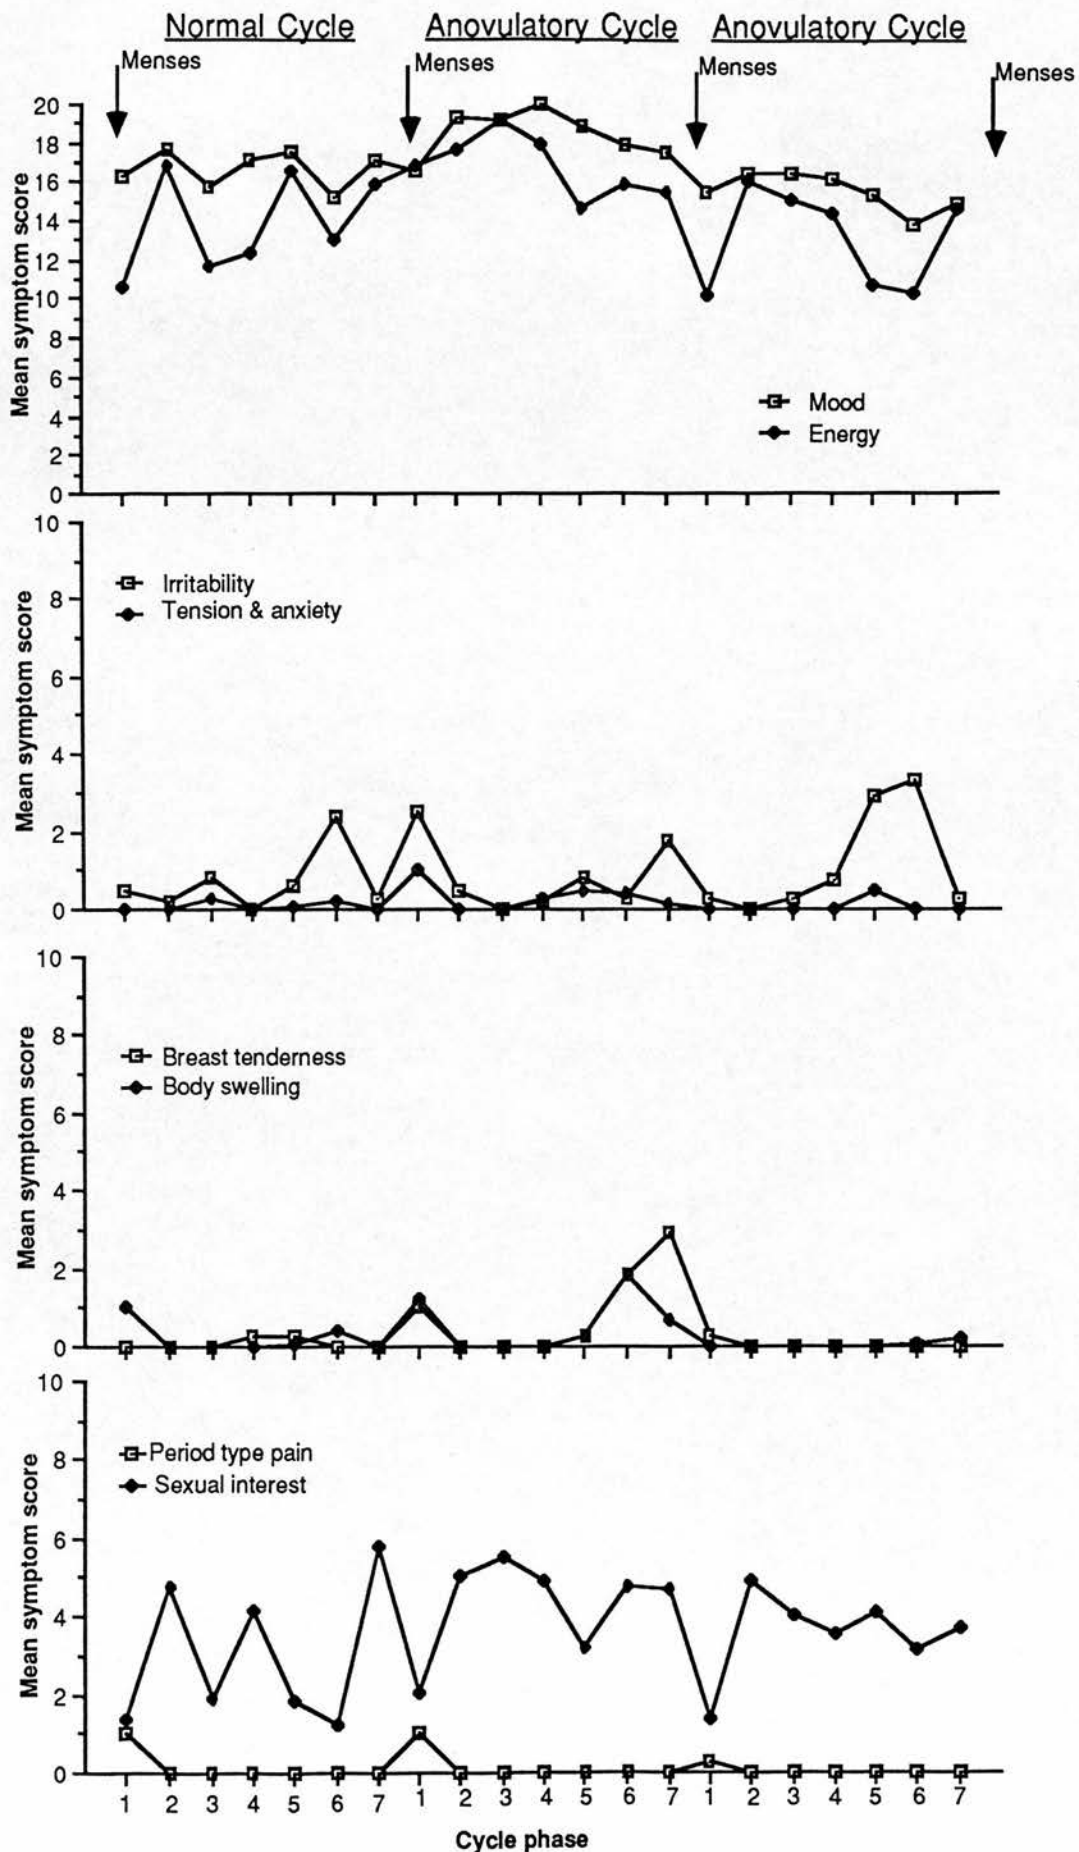 Normal Cycle Anovulatory Cycle Anovulatory Cycle
Menses Menses Menses Menses
Mean symptom score
20
18
16
14
12
10
8
6
4
2
0
Mood
Energy
Mean symptom score
10
8
6
4
2
0
Irritability
Tension & anxiety
Mean symptom score
10
8
6
4
2
0
Breast tenderness
Body swelling
Mean symptom score
10
8
6
4
2
0
Period type pain
Sexual interest
1 2 3 4 5 6 7 1 2 3 4 5 6 7 1 2 3 4 5 6 7
Cycle phase